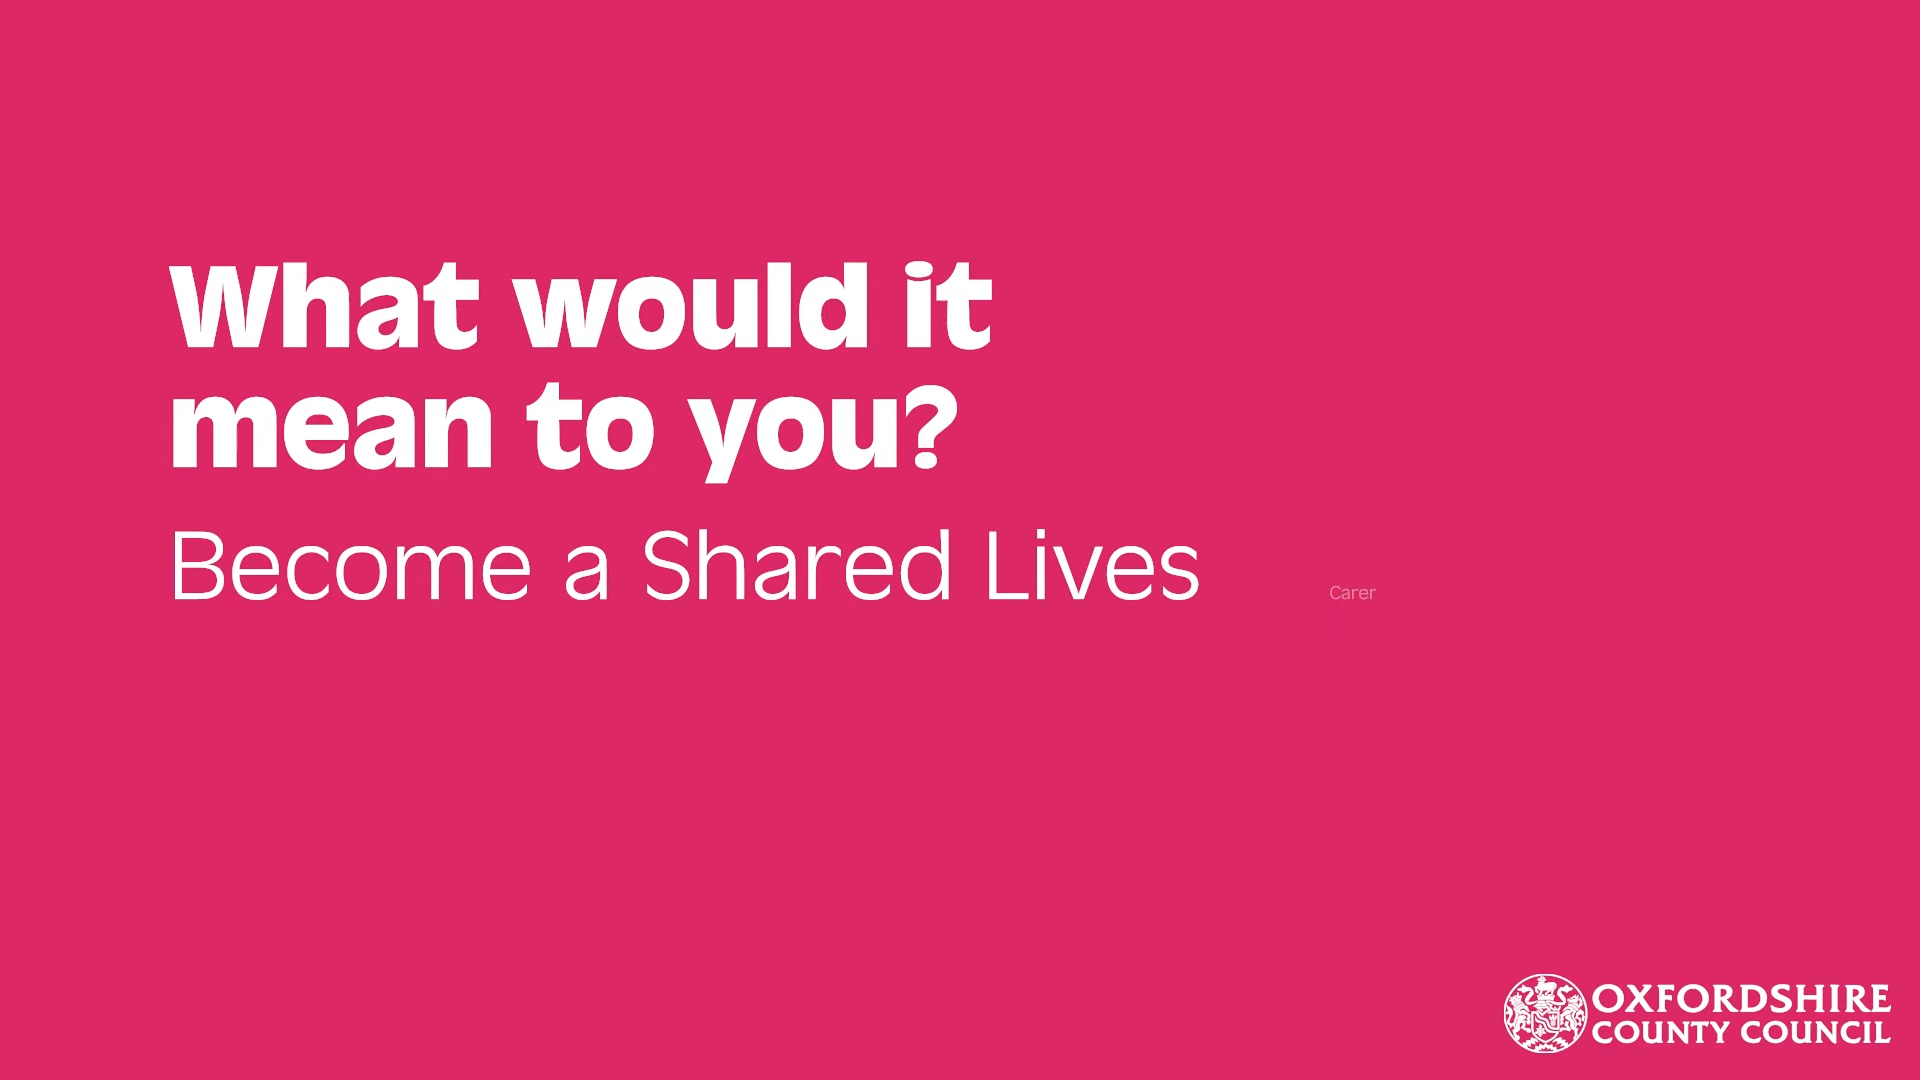 What would it
mean to you?
Become a Shared Lives Carer
OXFORDSHIRE
COUNTY COUNCIL